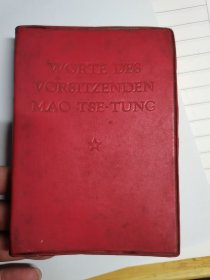 WORTE DES
VORSITZENDEN
MAO TSE-TUNG